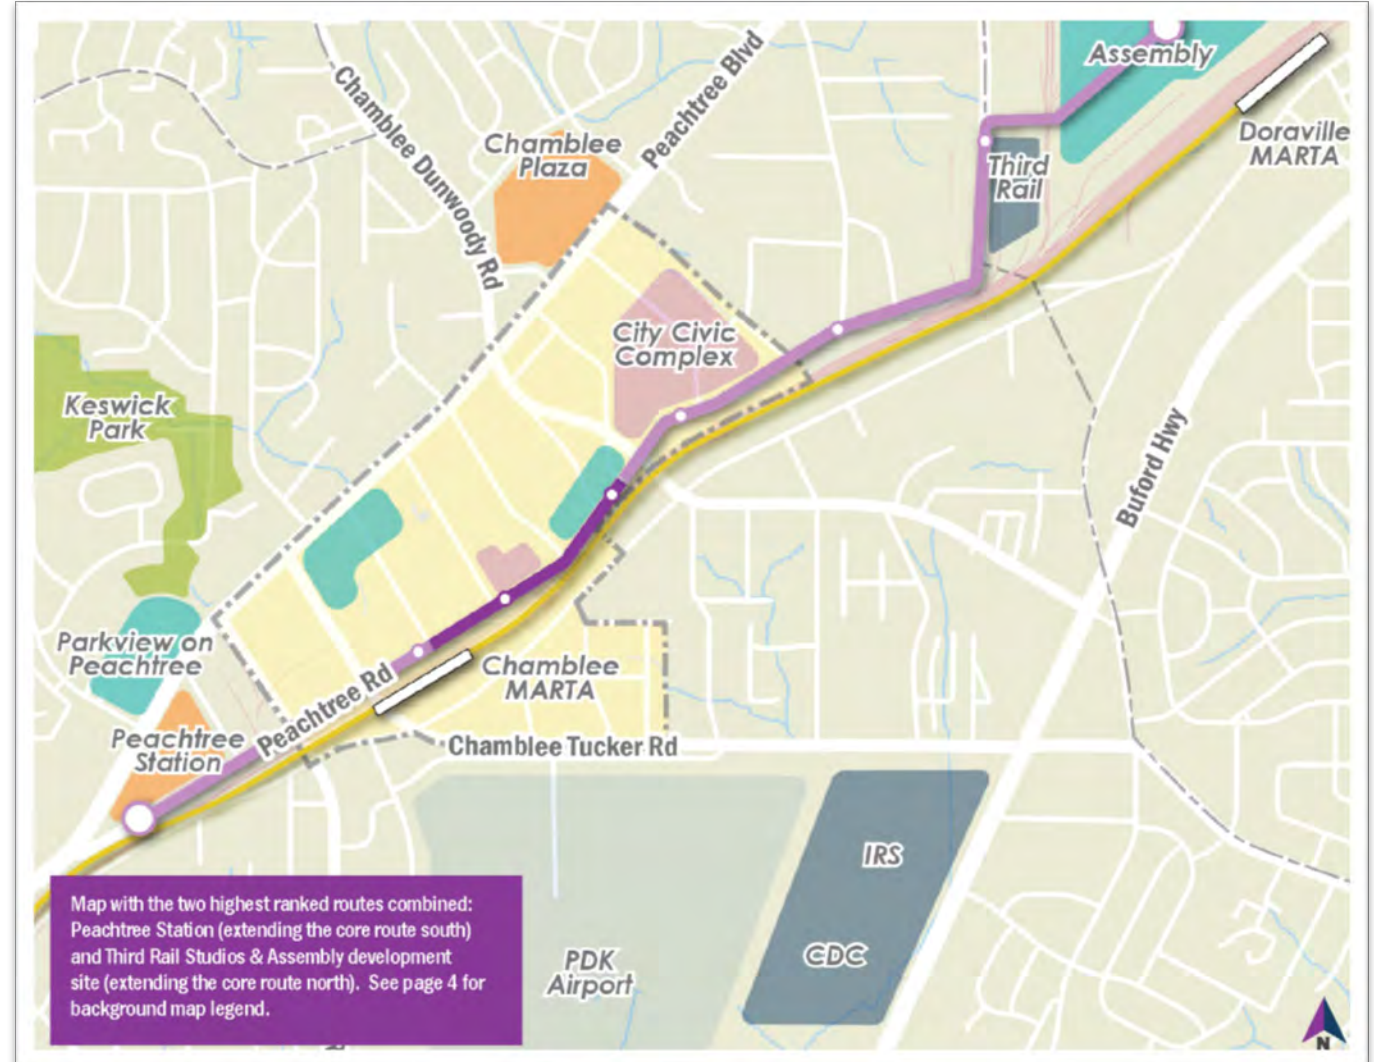 Assembly
Doraville
MARTA
Peachtree Blvd
Chamble Dunwoody Rd
Chamblee
Plaza
Third
Rail
City Civic
Complex
Keswick
Park
Buford Hwy
Parkview on
Peachtree
Chamblee
MARTA
Peachtree Rd
Peachtree
Station
Chamblee Tucker Rd
IRS
CDC
PDK
Airport
Map with the two highest ranked routes combined:
Peachtree Station (extending the core route south)
and Third Rail Studios & Assembly development
site (extending the core route north). See page 4 for
background map legend.
N